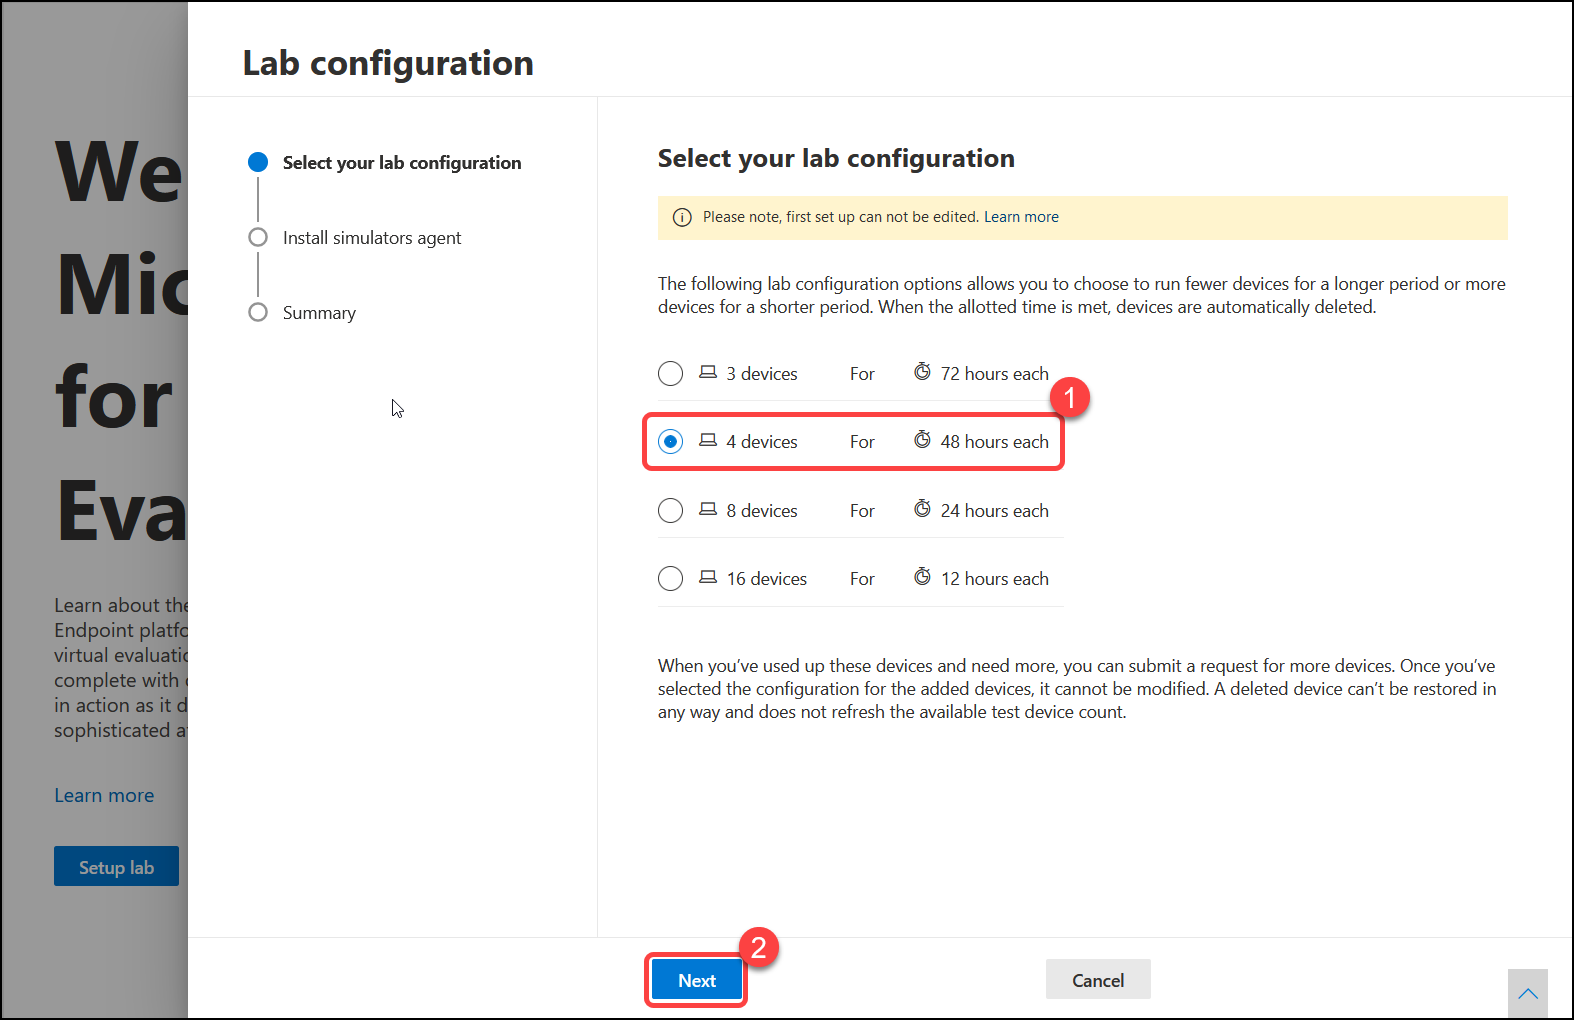 Lab configuration
We
Mic
for
Eva
Learn about the
Endpoint platfo
virtual evaluatio
complete with
in action as it d
sophisticated a
Learn more
Setup lab
Select your lab configuration
Install simulators agent
Summary
Select your lab configuration
Please note, first set up can not be edited. Learn more
The following lab configuration options allows you to choose to run fewer devices for a longer period or more
devices for a shorter period. When the allotted time is met, devices are automatically deleted.
3 devices For 72 hours each
1
4 devices For 48 hours each
8 devices For 24 hours each
16 devices For 12 hours each
When you've used up these devices and need more, you can submit a request for more devices. Once you've
selected the configuration for the added devices, it cannot be modified. A deleted device can't be restored in
any way and does not refresh the available test device count.
2
Next
Cancel